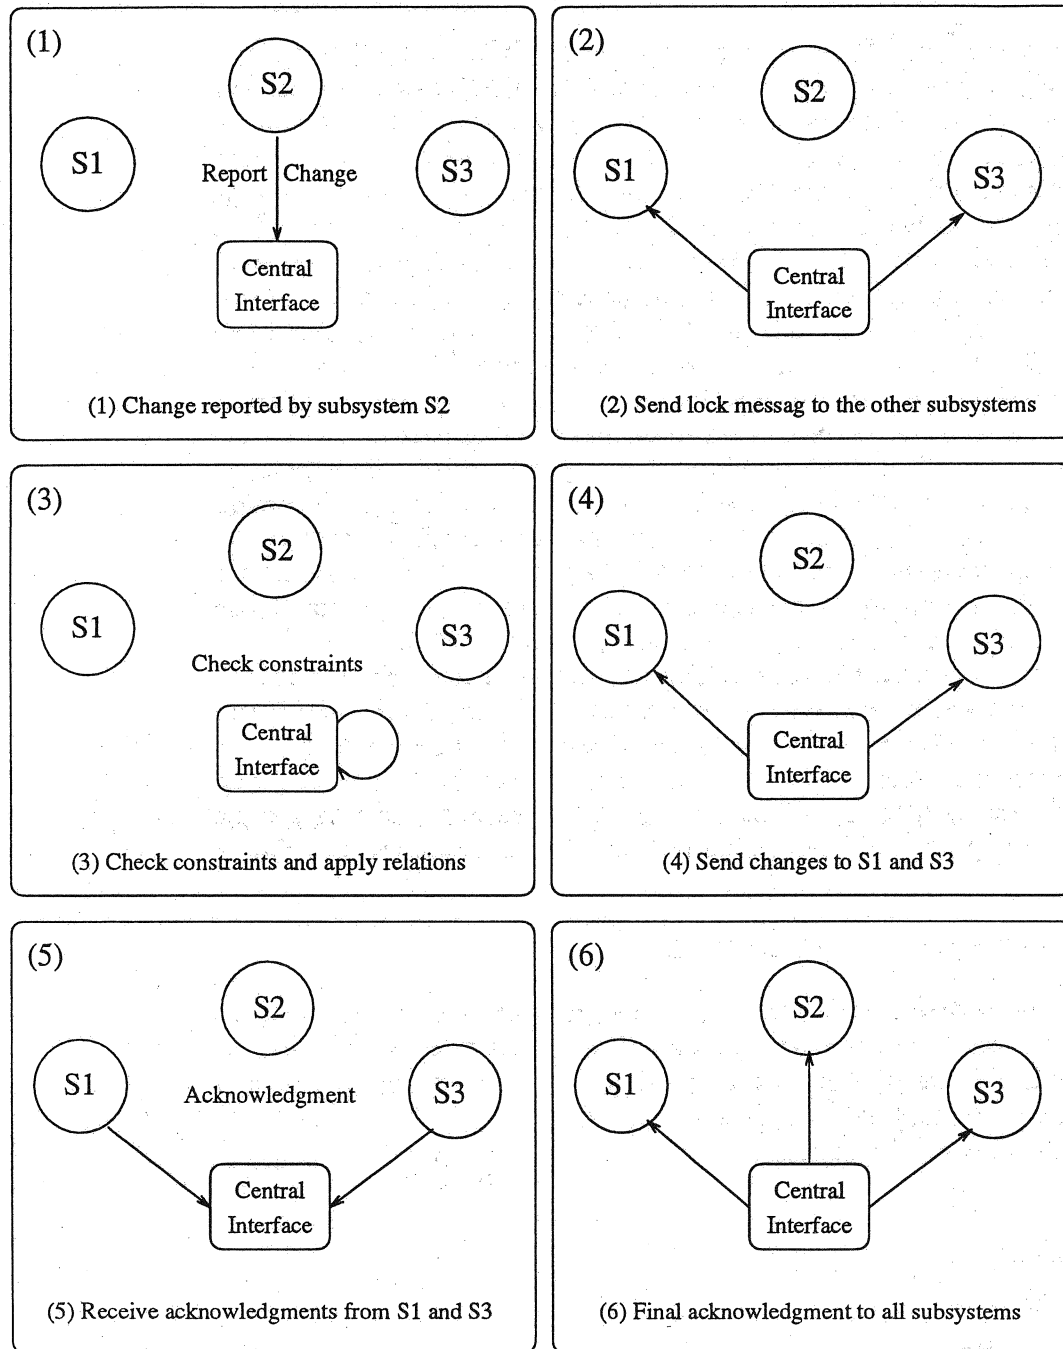 (1)
S2
S1
S3
Report Change
Central
Interface
(1) Change reported by subsystem S2
(2)
S2
S1
S3
Central
Interface
(2) Send lock messag to the other subsystems
(3)
S2
S1
S3
Check constraints
Central
Interface
(3) Check constraints and apply relations
(4)
S2
S1
S3
Central
Interface
(4) Send changes to S1 and S3
(5)
S2
S1
S3
Acknowledgment
Central
Interface
(5) Receive acknowledgments from S1 and S3
(6)
S2
S1
S3
Central
Interface
(6) Final acknowledgment to all subsystems